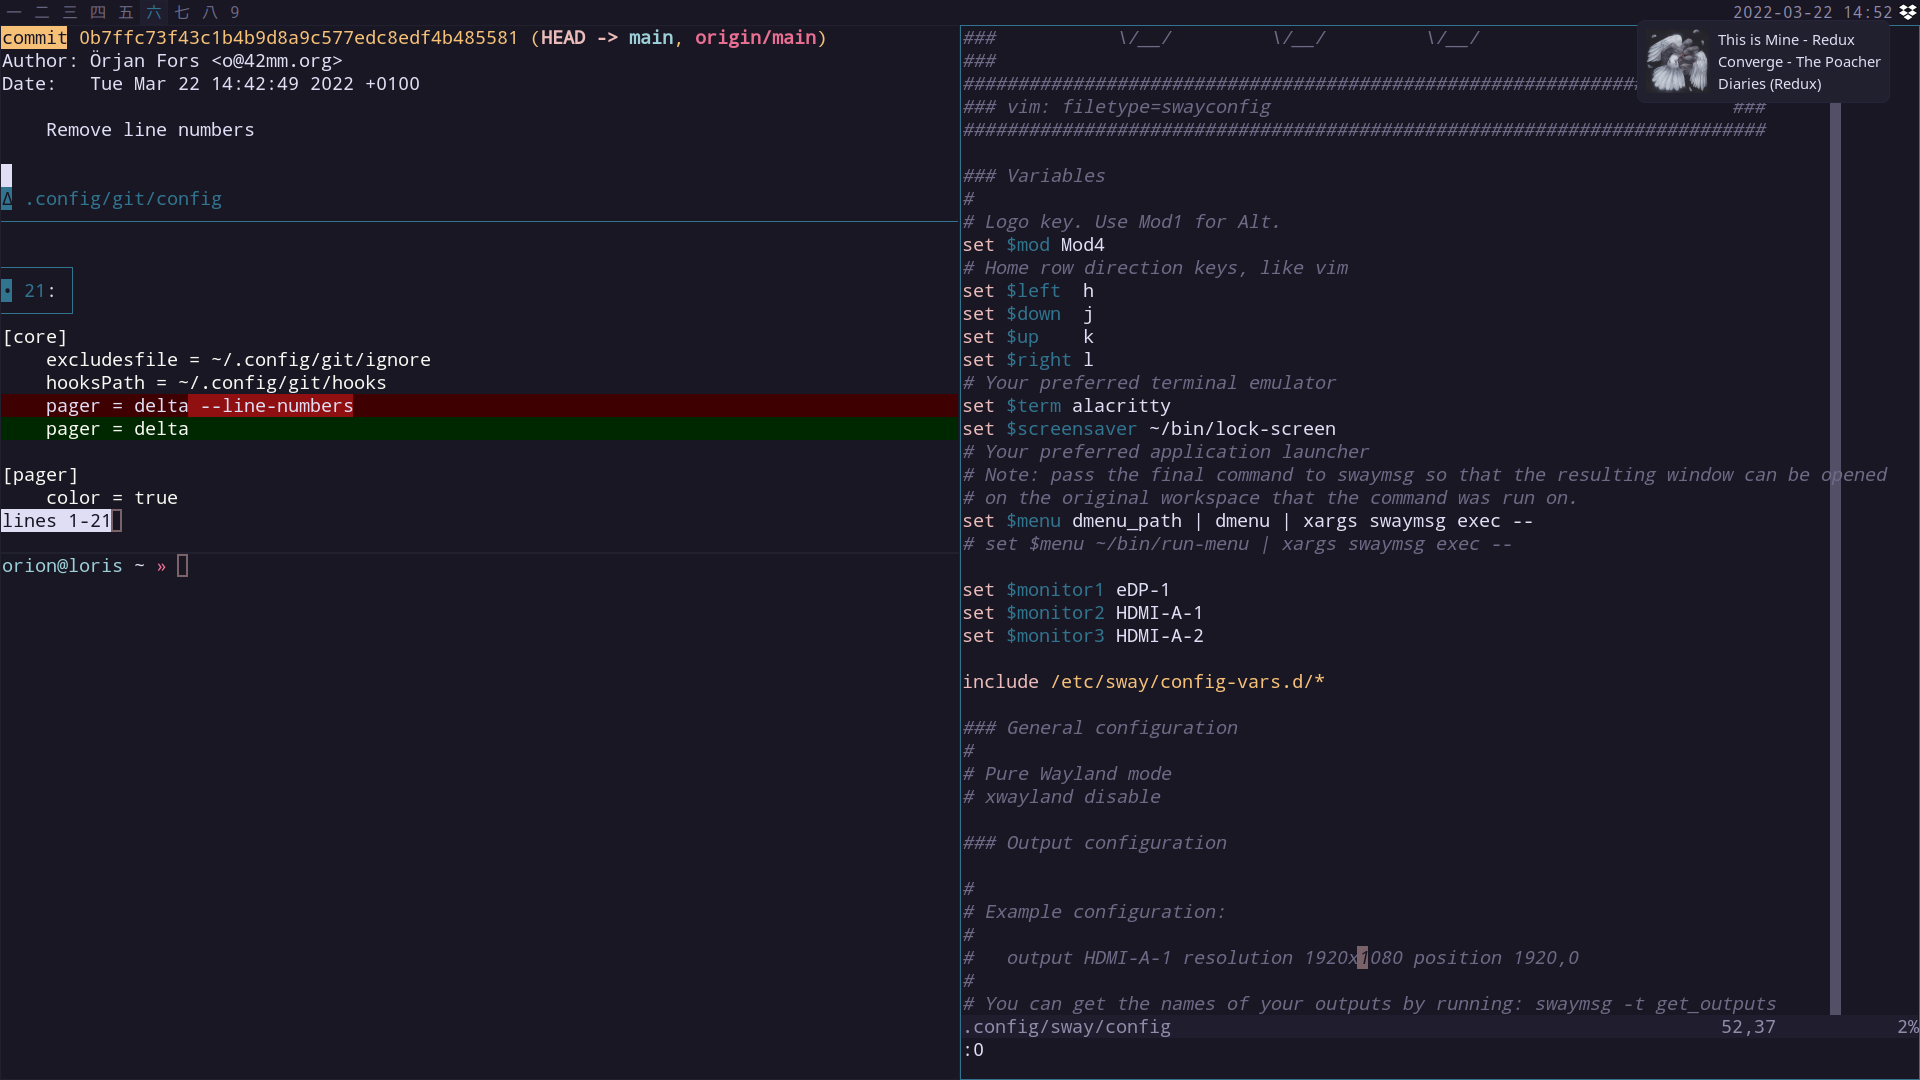 一 二 三 四 五 六 七 八 9
2022-03-22 14:52
commit 0b7ffc73f43c1b4b9d8a9c577edc8edf4b485581 (HEAD -> main, origin/main)
Author: Örjan Fors <o@42mm.org>
Date:   Tue Mar 22 14:42:49 2022 +0100
    Remove line numbers
Δ .config/git/config
• 21:
[core]
    excludesfile = ~/.config/git/ignore
    hooksPath = ~/.config/git/hooks
    pager = delta --line-numbers
    pager = delta
[pager]
    color = true
lines 1-21
orion@loris ~ »
###           \/__/         \/__/         \/__/
###
#########################################################################
### vim: filetype=swayconfig                                          ###
#########################################################################
### Variables
#
# Logo key. Use Mod1 for Alt.
set $mod Mod4
# Home row direction keys, like vim
set $left  h
set $down  j
set $up    k
set $right l
# Your preferred terminal emulator
set $term alacritty
set $screensaver ~/bin/lock-screen
# Your preferred application launcher
# Note: pass the final command to swaymsg so that the resulting window can be opened
# on the original workspace that the command was run on.
set $menu dmenu_path | dmenu | xargs swaymsg exec --
# set $menu ~/bin/run-menu | xargs swaymsg exec --
set $monitor1 eDP-1
set $monitor2 HDMI-A-1
set $monitor3 HDMI-A-2
include /etc/sway/config-vars.d/*
### General configuration
#
# Pure Wayland mode
# xwayland disable
### Output configuration
#
# Example configuration:
#
#   output HDMI-A-1 resolution 1920x1080 position 1920,0
#
# You can get the names of your outputs by running: swaymsg -t get_outputs
.config/sway/config                                                  52,37           2%
:O
This is Mine - Redux
Converge - The Poacher
Diaries (Redux)